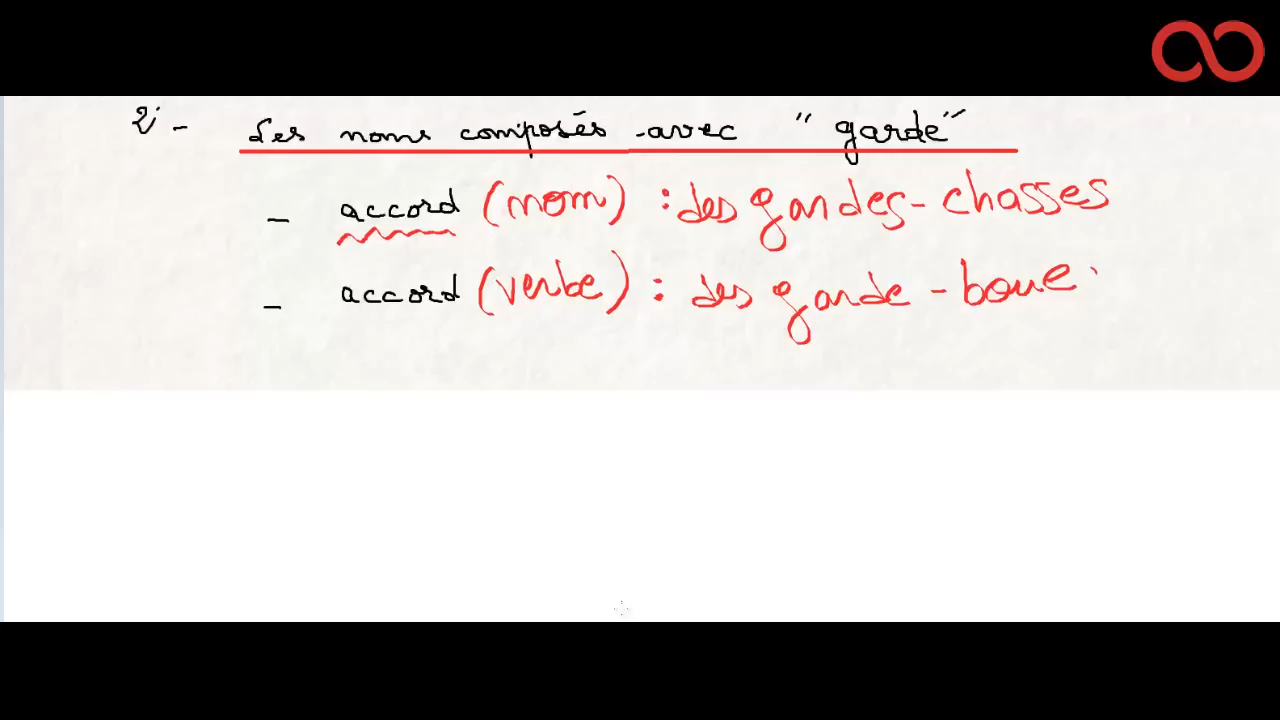 2° - Les noms composés avec "garde"
- accord (nom) : des gardes-chasses
- accord (verbe) : des garde-boue.